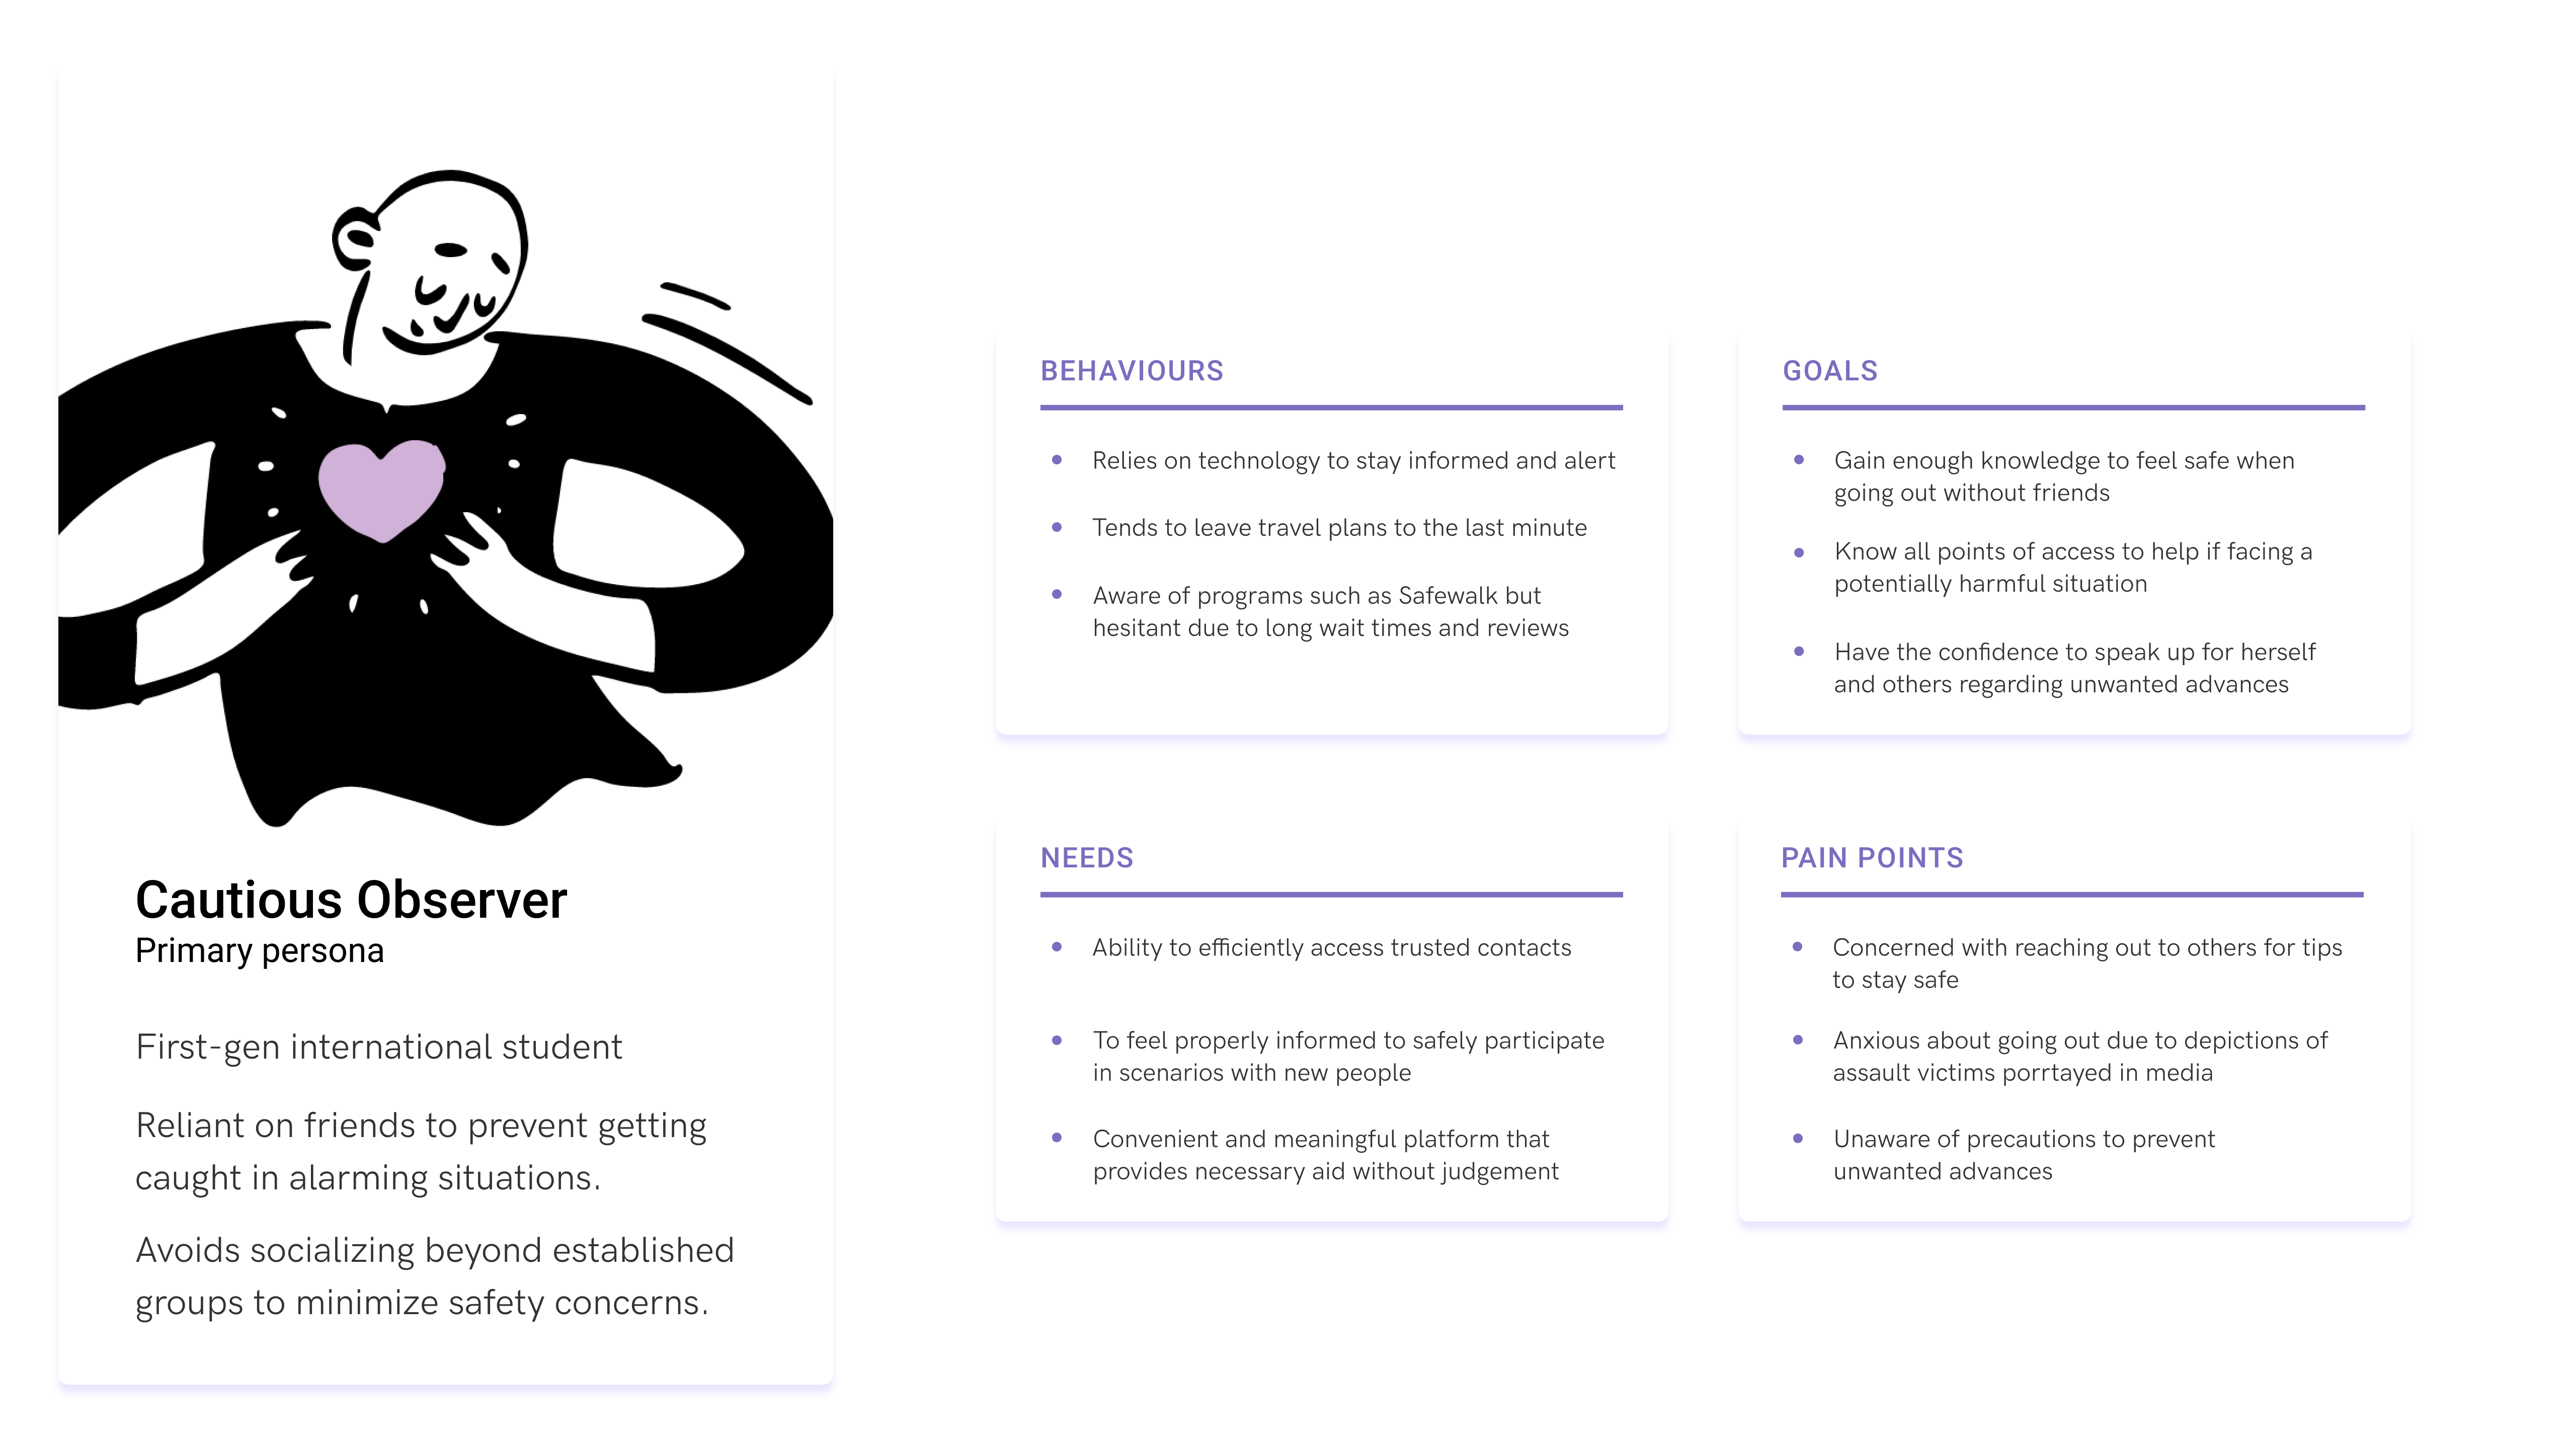 Cautious Observer
Primary persona
First-gen international student
Reliant on friends to prevent getting
caught in alarming situations.
Avoids socializing beyond established
groups to minimize safety concerns.
BEHAVIOURS
Relies on technology to stay informed and alert
Tends to leave travel plans to the last minute
Aware of programs such as Safewalk but
hesitant due to long wait times and reviews
GOALS
Gain enough knowledge to feel safe when
going out without friends
Know all points of access to help if facing a
potentially harmful situation
Have the confidence to speak up for herself
and others regarding unwanted advances
NEEDS
Ability to efficiently access trusted contacts
To feel properly informed to safely participate
in scenarios with new people
Convenient and meaningful platform that
provides necessary aid without judgement
PAIN POINTS
Concerned with reaching out to others for tips
to stay safe
Anxious about going out due to depictions of
assault victims porrtayed in media
Unaware of precautions to prevent
unwanted advances